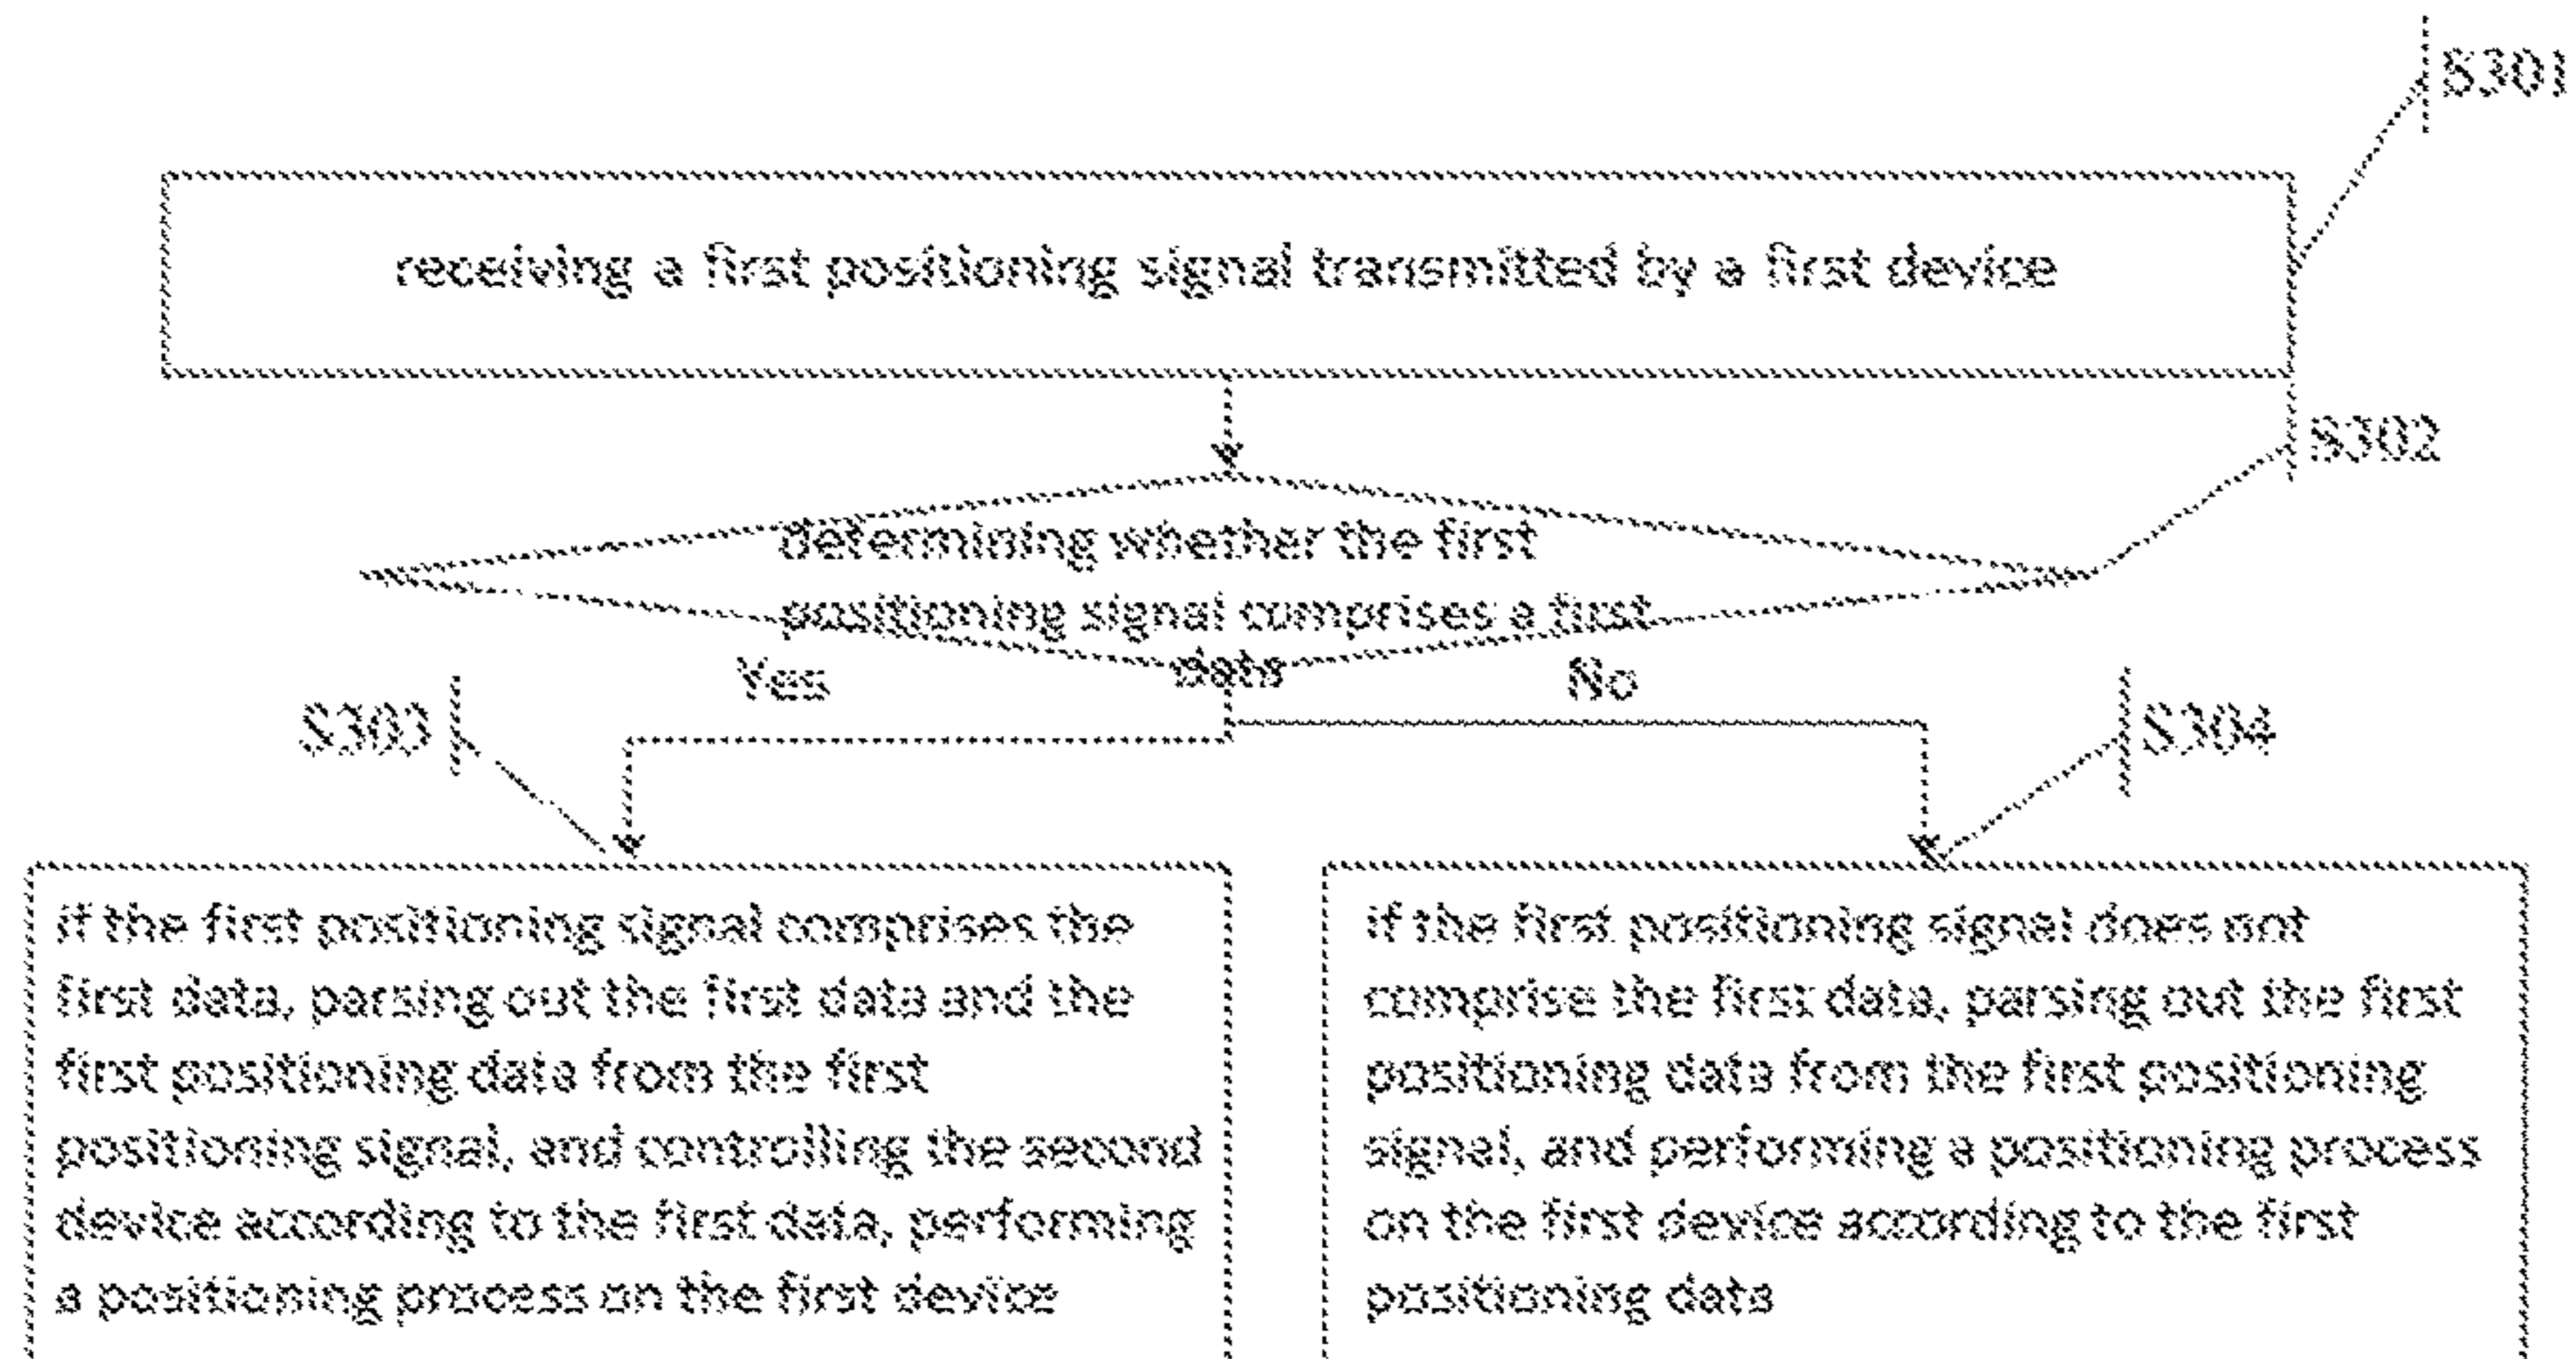 S301
receiving a first positioning signal transmitted by a first device
S302
determining whether the first
positioning signal comprises a first
data
Yes
No
S303
S304
if the first positioning signal comprises the
first data, parsing out the first data and the
first positioning data from the first
positioning signal, and controlling the second
device according to the first data, performing
a positioning process on the first device
if the first positioning signal does not
comprise the first data, parsing out the first
positioning data from the first positioning
signal, and performing a positioning process
on the first device according to the first
positioning data